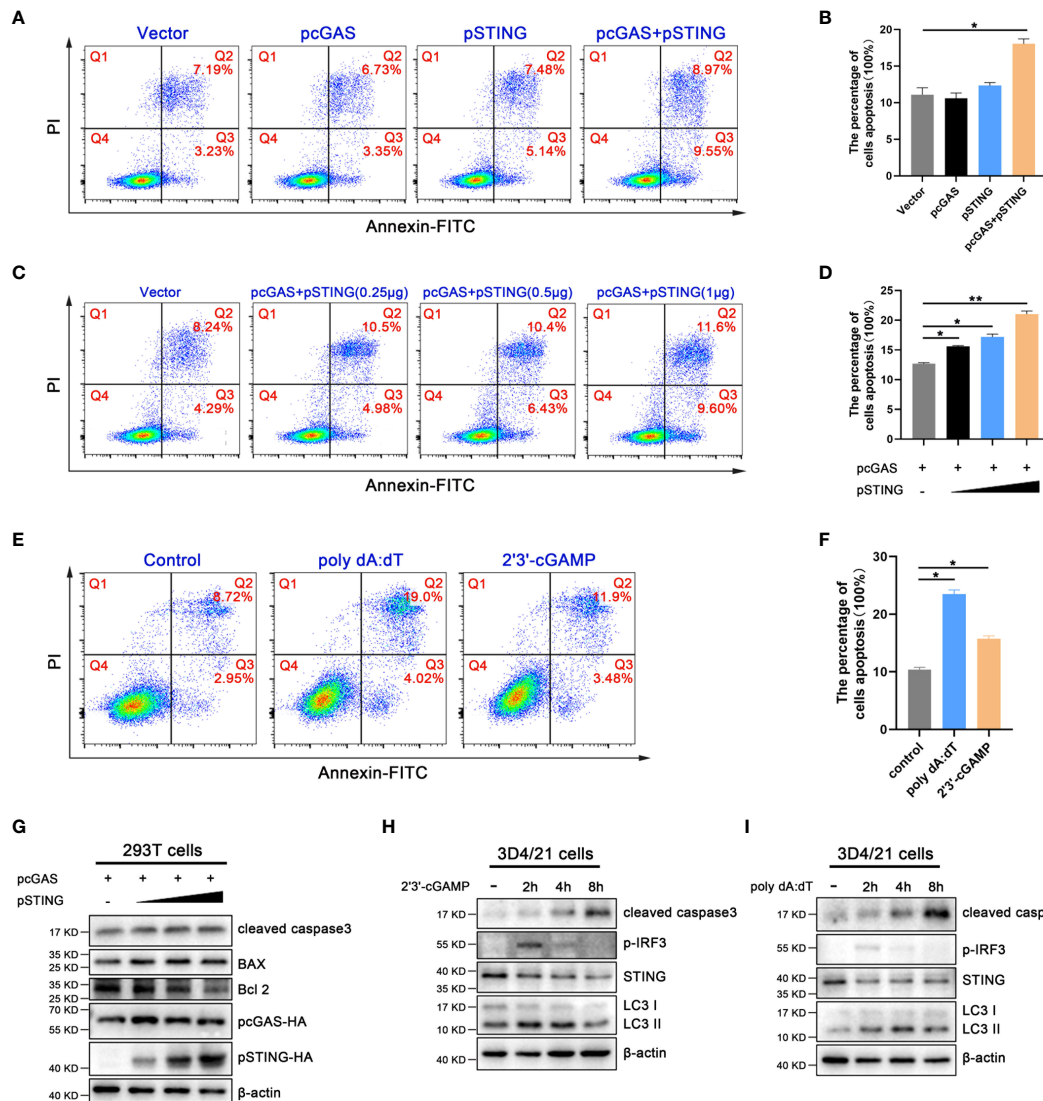 A
Vector
pcGAS
pSTING
pcGAS+pSTING
Q1
Q2
7.19%
Q4
Q3
3.23%
Q1
Q2
6.73%
Q4
Q3
3.35%
Q1
Q2
7.48%
Q4
Q3
5.14%
Q1
Q2
8.97%
Q4
Q3
9.55%
PI
Annexin-FITC
B
The percentage of
cells apoptosis(100%)
20
15
10
5
0
*
Vector
pcGAS
pSTING
pcGAS+pSTING
C
Vector
pcGAS+pSTING(0.25μg)
pcGAS+pSTING(0.5μg)
pcGAS+pSTING(1μg)
Q1
Q2
8.24%
Q4
Q3
4.29%
Q1
Q2
10.5%
Q4
Q3
4.98%
Q1
Q2
10.4%
Q4
Q3
6.43%
Q1
Q2
11.6%
Q4
Q3
9.60%
PI
Annexin-FITC
D
The percentage of
cells apoptosis(100%)
25
20
15
10
5
0
**
*
*
pcGAS + + + +
pSTING -
E
Control
poly dA:dT
2'3'-cGAMP
Q1
Q2
8.72%
Q4
Q3
2.95%
Q1
Q2
19.0%
Q4
Q3
4.02%
Q1
Q2
11.9%
Q4
Q3
3.48%
PI
Annexin-FITC
F
The percentage of
cells apoptosis(100%)
30
20
10
0
*
*
control
poly dA:dT
2'3'-cGAMP
G
293T cells
pcGAS + + + +
pSTING -
17 KD cleaved caspase3
35 KD
25 KD
BAX
35 KD
25 KD
Bcl 2
70 KD
55 KD
pcGAS-HA
40 KD
pSTING-HA
40 KD
β-actin
H
3D4/21 cells
2'3'-cGAMP - 2h 4h 8h
17 KD cleaved caspase3
55 KD p-IRF3
40 KD STING
17 KD LC3 I
10 KD LC3 II
40 KD β-actin
I
3D4/21 cells
poly dA:dT - 2h 4h 8h
17 KD cleaved casp
55 KD p-IRF3
40 KD
35 KD
STING
17 KD LC3 I
10 KD LC3 II
40 KD β-actin